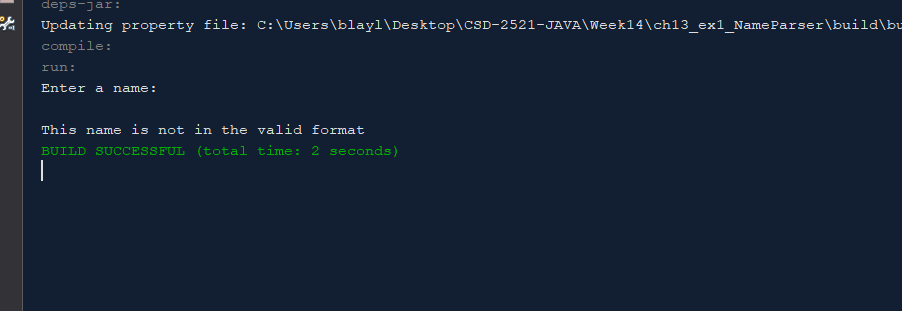 deps-jar:
Updating property file: C:\Users\blayl\Desktop\CSD-2521-JAVA\Week14\ch13_ex1_NameParser\build\bu
compile:
run:
Enter a name:
This name is not in the valid format
BUILD SUCCESSFUL (total time: 2 seconds)